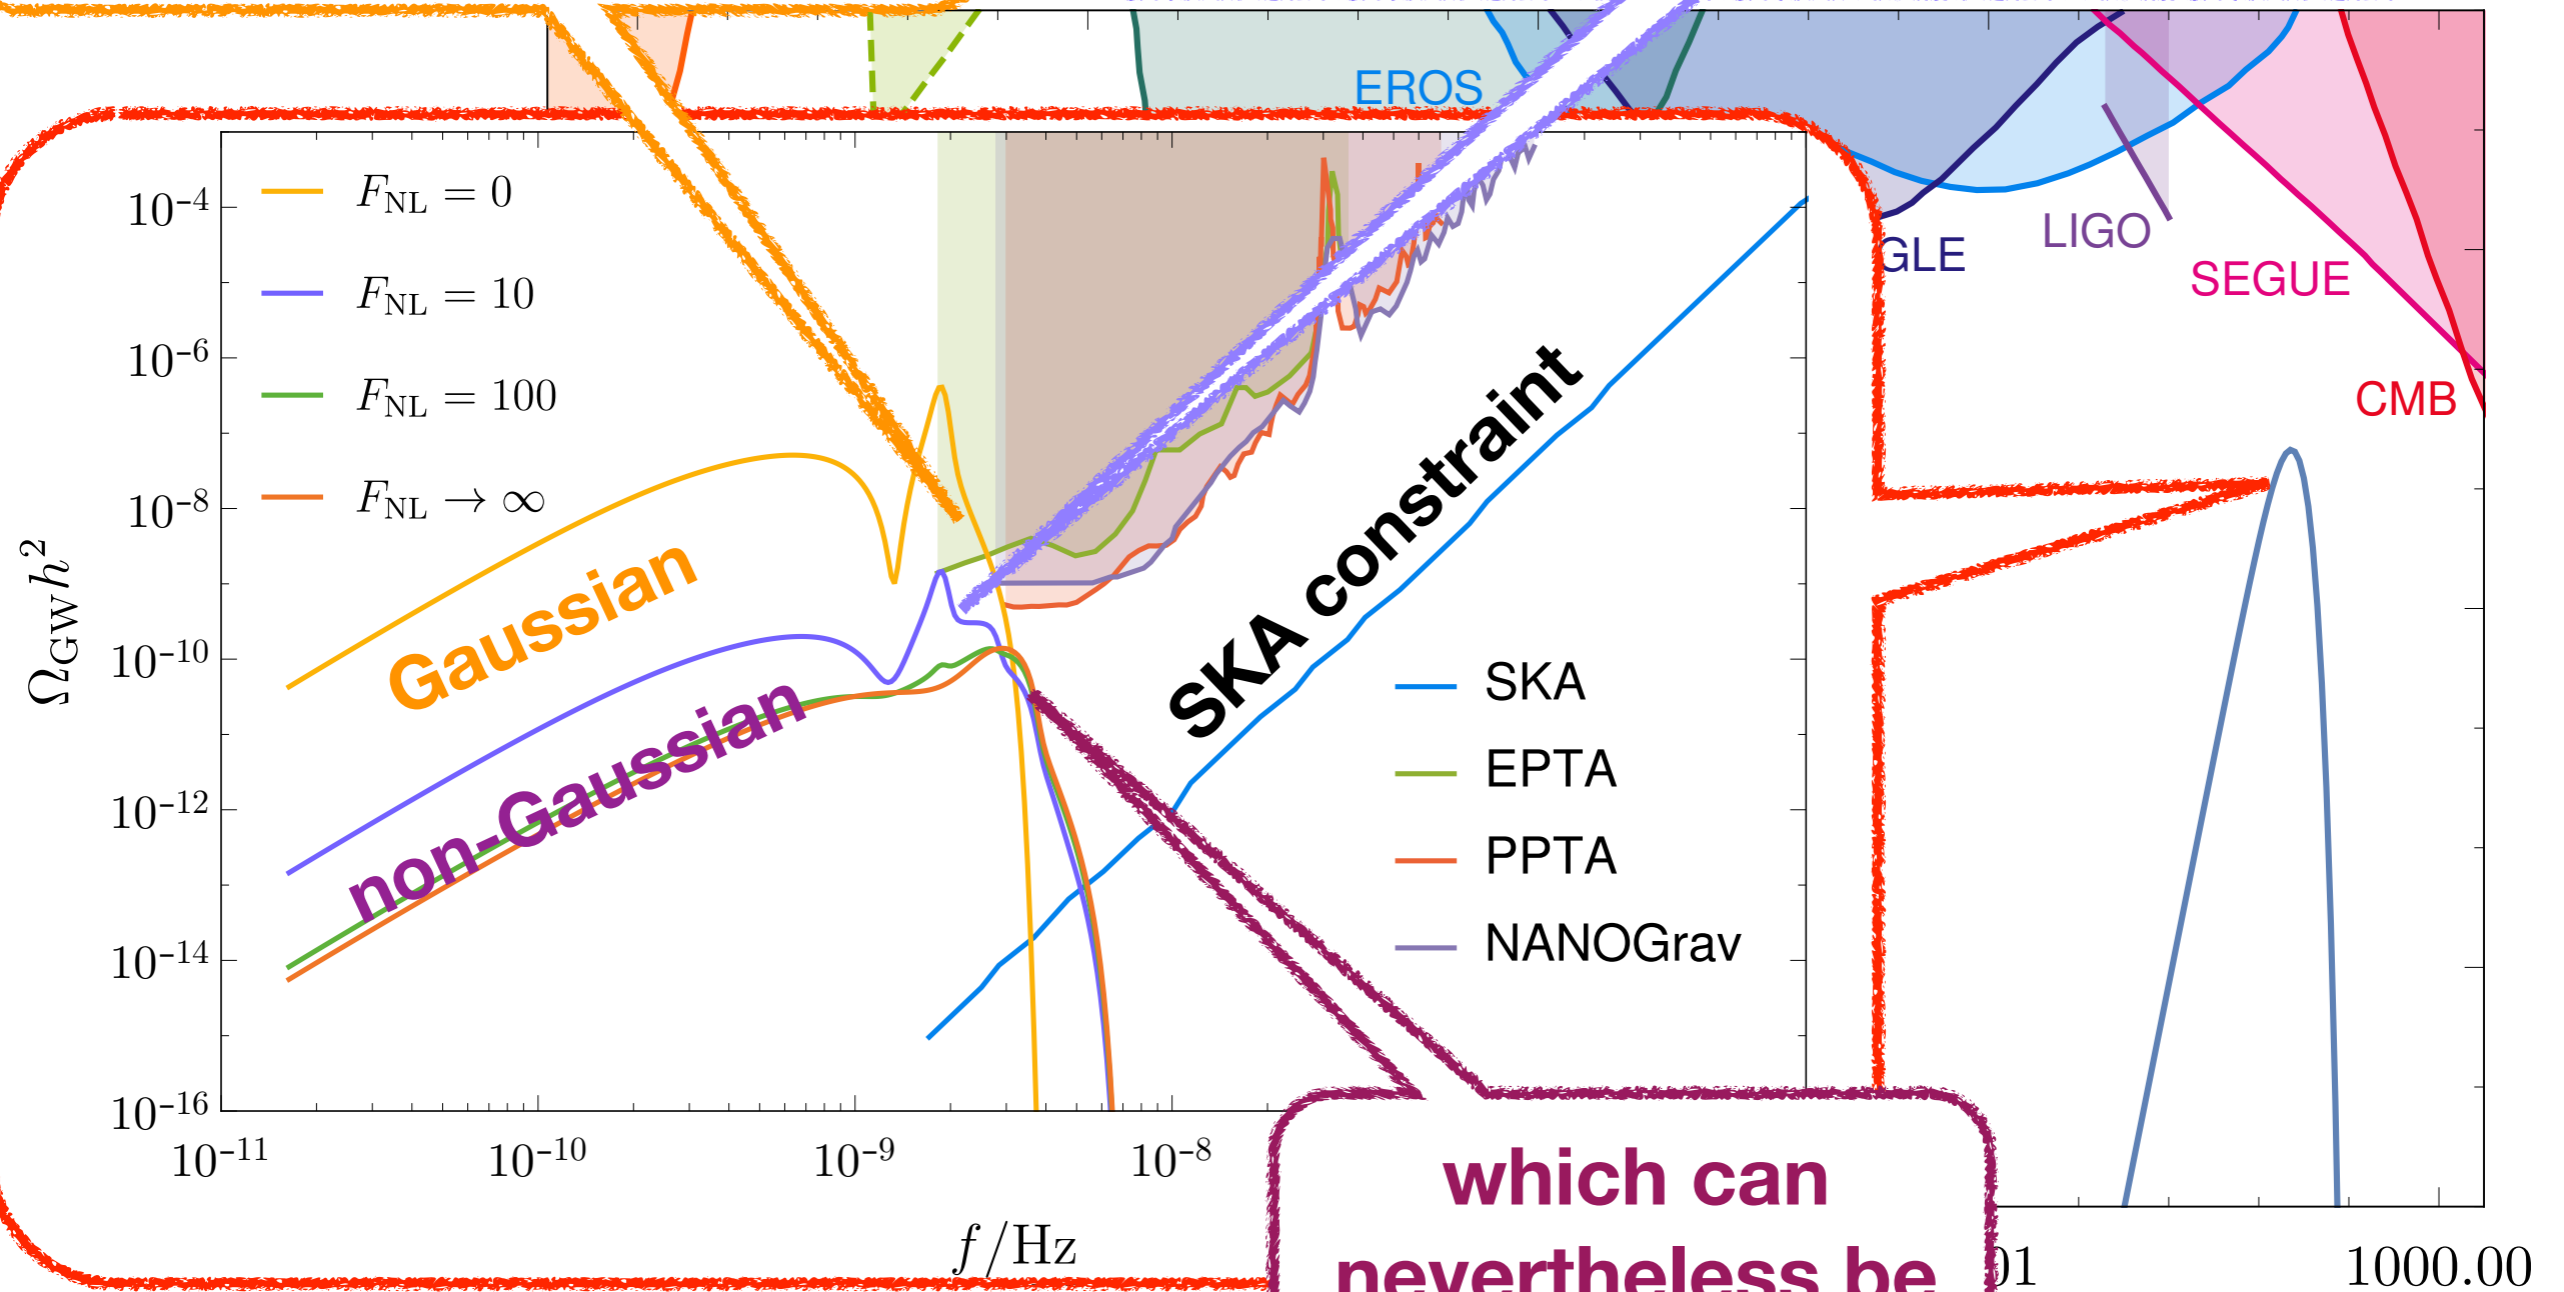 EROS
GLE
LIGO
SEGUE
CMB
F_NL = 0
F_NL = 10
F_NL = 100
F_NL → ∞
10⁻⁴
10⁻⁶
10⁻⁸
10⁻¹⁰
10⁻¹²
10⁻¹⁴
10⁻¹⁶
Ω_GW h²
Gaussian
non-Gaussian
SKA constraint
SKA
EPTA
PPTA
NANOGrav
10⁻¹¹
10⁻¹⁰
10⁻⁹
10⁻⁸
f/Hz
which can
nevertheless be
01
1000.00